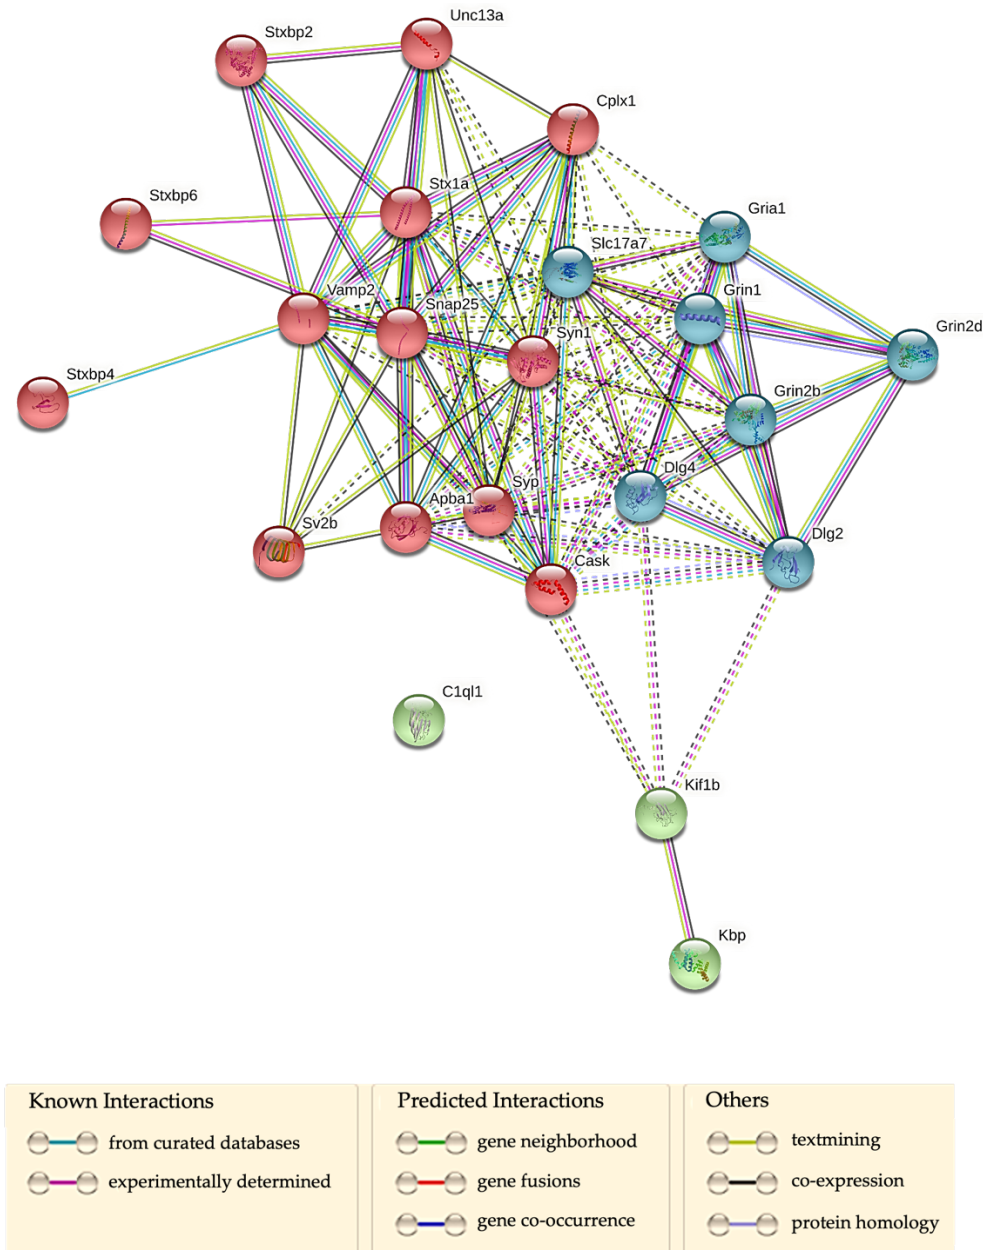 Unc13a
Stxbp2
Cplx1
Stx1a
Stxbp6
Gria1
Slc17a7
Vamp2
Snap25
Grin1
Grin2d
Syn1
Stxbp4
Grin2b
Dlg4
Syp
Apba1
Sv2b
Dlg2
Cask
C1ql1
Kif1b
Kbp
Known Interactions
from curated databases
experimentally determined
Predicted Interactions
gene neighborhood
gene fusions
gene co-occurrence
Others
textmining
co-expression
protein homology